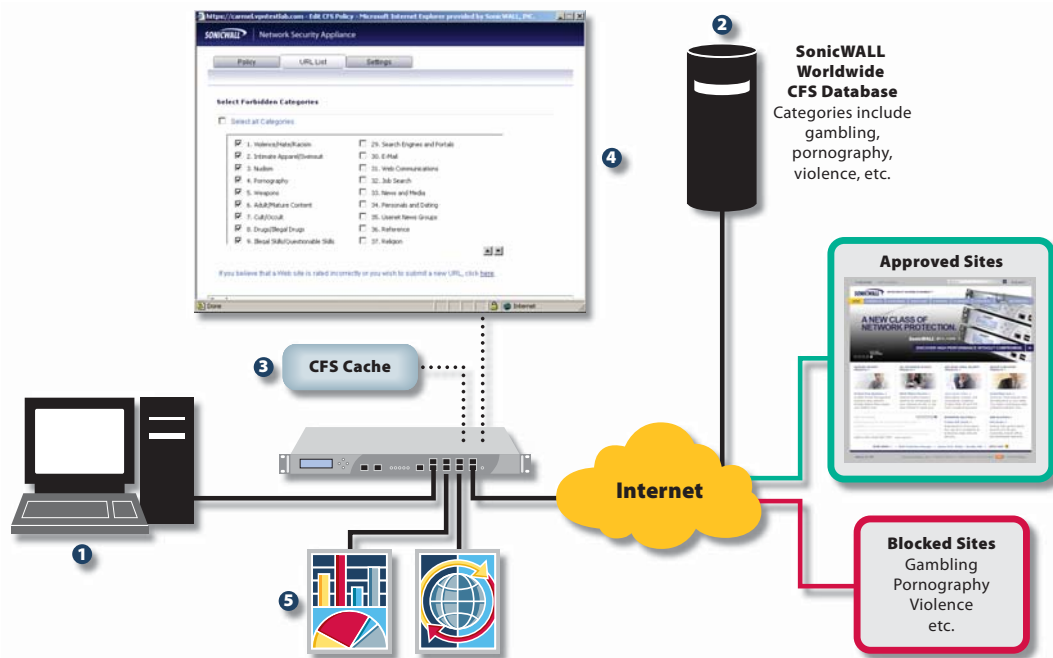 https://carmel.vpntestlab.com - Edit CFS Policy - Microsoft Internet Explorer provided by SonicWALL, INC.
SONICWALL Network Security Appliance
Policy URL List Settings
Select Forbidden Categories
Select all Categories
1. Violence/Hate/Racism
2. Intimate Apparel/Swimsuit
3. Nudism
4. Pornography
5. Weapons
6. Adult/Mature Content
7. Cult/Occult
8. Drugs/Illegal Drugs
9. Illegal Skills/Questionable Skills
29. Search Engines and Portals
30. E-Mail
31. Web Communications
32. Job Search
33. News and Media
34. Personals and Dating
35. Usenet News Groups
36. Reference
37. Religion
If you believe that a Web site is rated incorrectly or you wish to submit a new URL, click here.
Done Internet
4
2
SonicWALL
Worldwide
CFS Database
Categories include
gambling,
pornography,
violence, etc.
3
CFS Cache
Approved Sites
SONICWALL
A NEW CLASS OF
NETWORK PROTECTION.
DISCOVER HIGH PERFORMANCE WITHOUT COMPROMISE
Internet
1
5
Blocked Sites
Gambling
Pornography
Violence
etc.